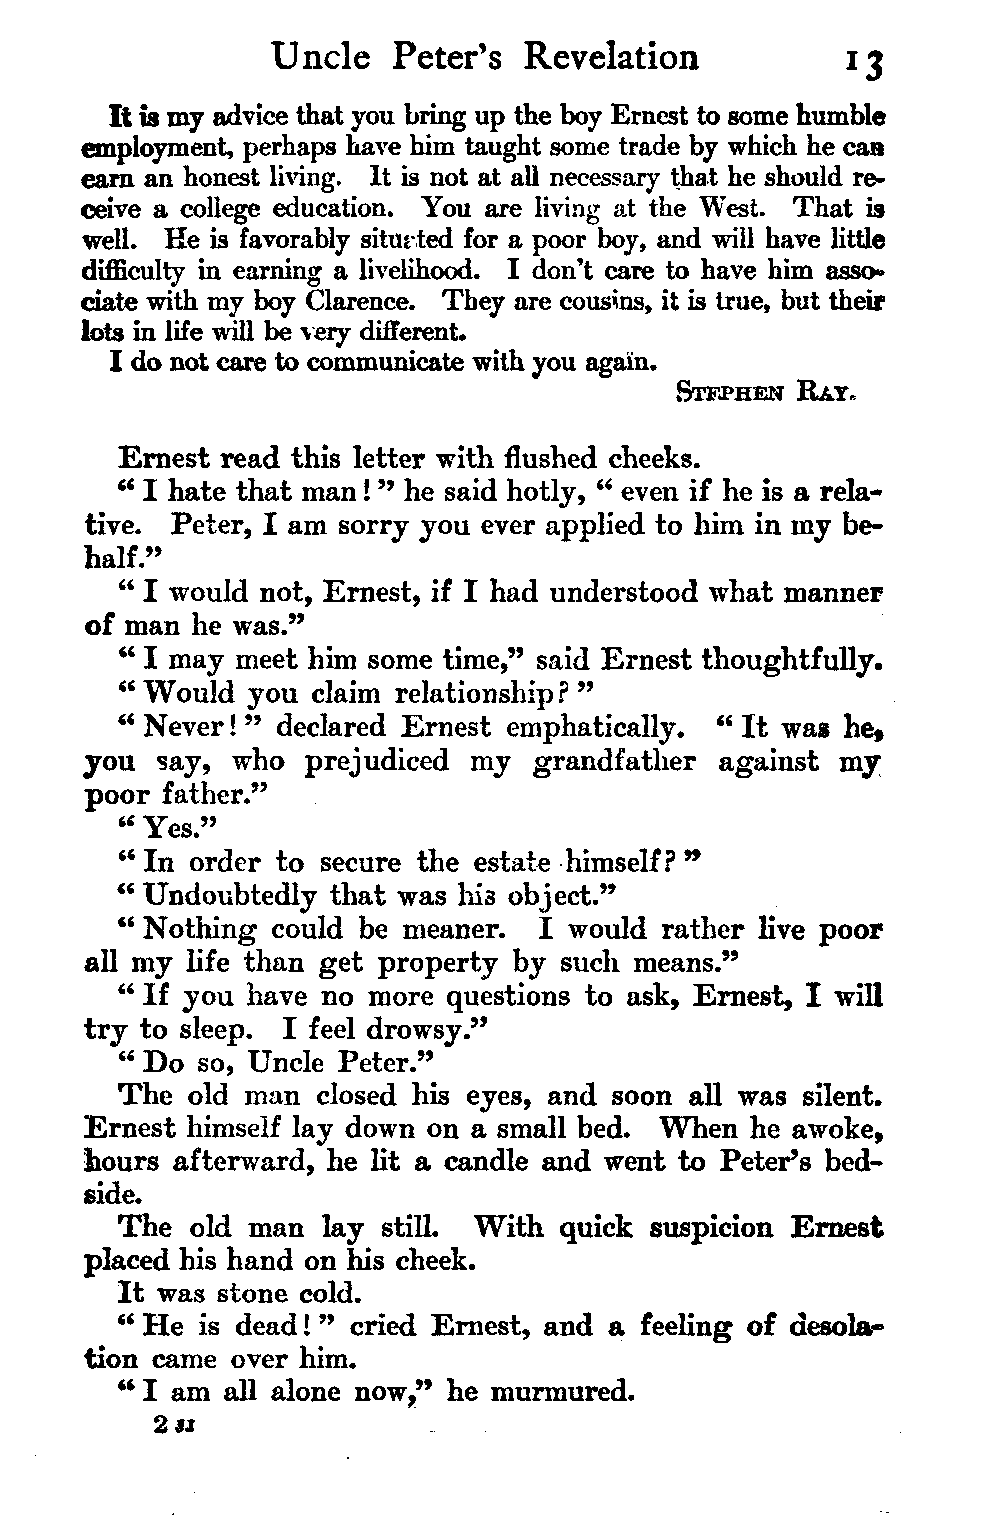 Uncle Peter's Revelation 13
It is my advice that you bring up the boy Ernest to some humble
employment, perhaps have him taught some trade by which he can
earn an honest living. It is not at all necessary that he should re-
ceive a college education. You are living at the West. That is
well. He is favorably situated for a poor boy, and will have little
difficulty in earning a livelihood. I don't care to have him asso-
ciate with my boy Clarence. They are cousins, it is true, but their
lots in life will be very different.
I do not care to communicate with you again.
STEPHEN RAY.
Ernest read this letter with flushed cheeks.
"I hate that man!" he said hotly, "even if he is a rela-
tive. Peter, I am sorry you ever applied to him in my be-
half."
"I would not, Ernest, if I had understood what manner
of man he was."
"I may meet him some time," said Ernest thoughtfully.
"Would you claim relationship?"
"Never!" declared Ernest emphatically. "It was he,
you say, who prejudiced my grandfather against my
poor father."
"Yes."
"In order to secure the estate himself?"
"Undoubtedly that was his object."
"Nothing could be meaner. I would rather live poor
all my life than get property by such means."
"If you have no more questions to ask, Ernest, I will
try to sleep. I feel drowsy."
"Do so, Uncle Peter."
The old man closed his eyes, and soon all was silent.
Ernest himself lay down on a small bed. When he awoke,
hours afterward, he lit a candle and went to Peter's bed-
side.
The old man lay still. With quick suspicion Ernest
placed his hand on his cheek.
It was stone cold.
"He is dead!" cried Ernest, and a feeling of desola-
tion came over him.
"I am all alone now," he murmured.
2